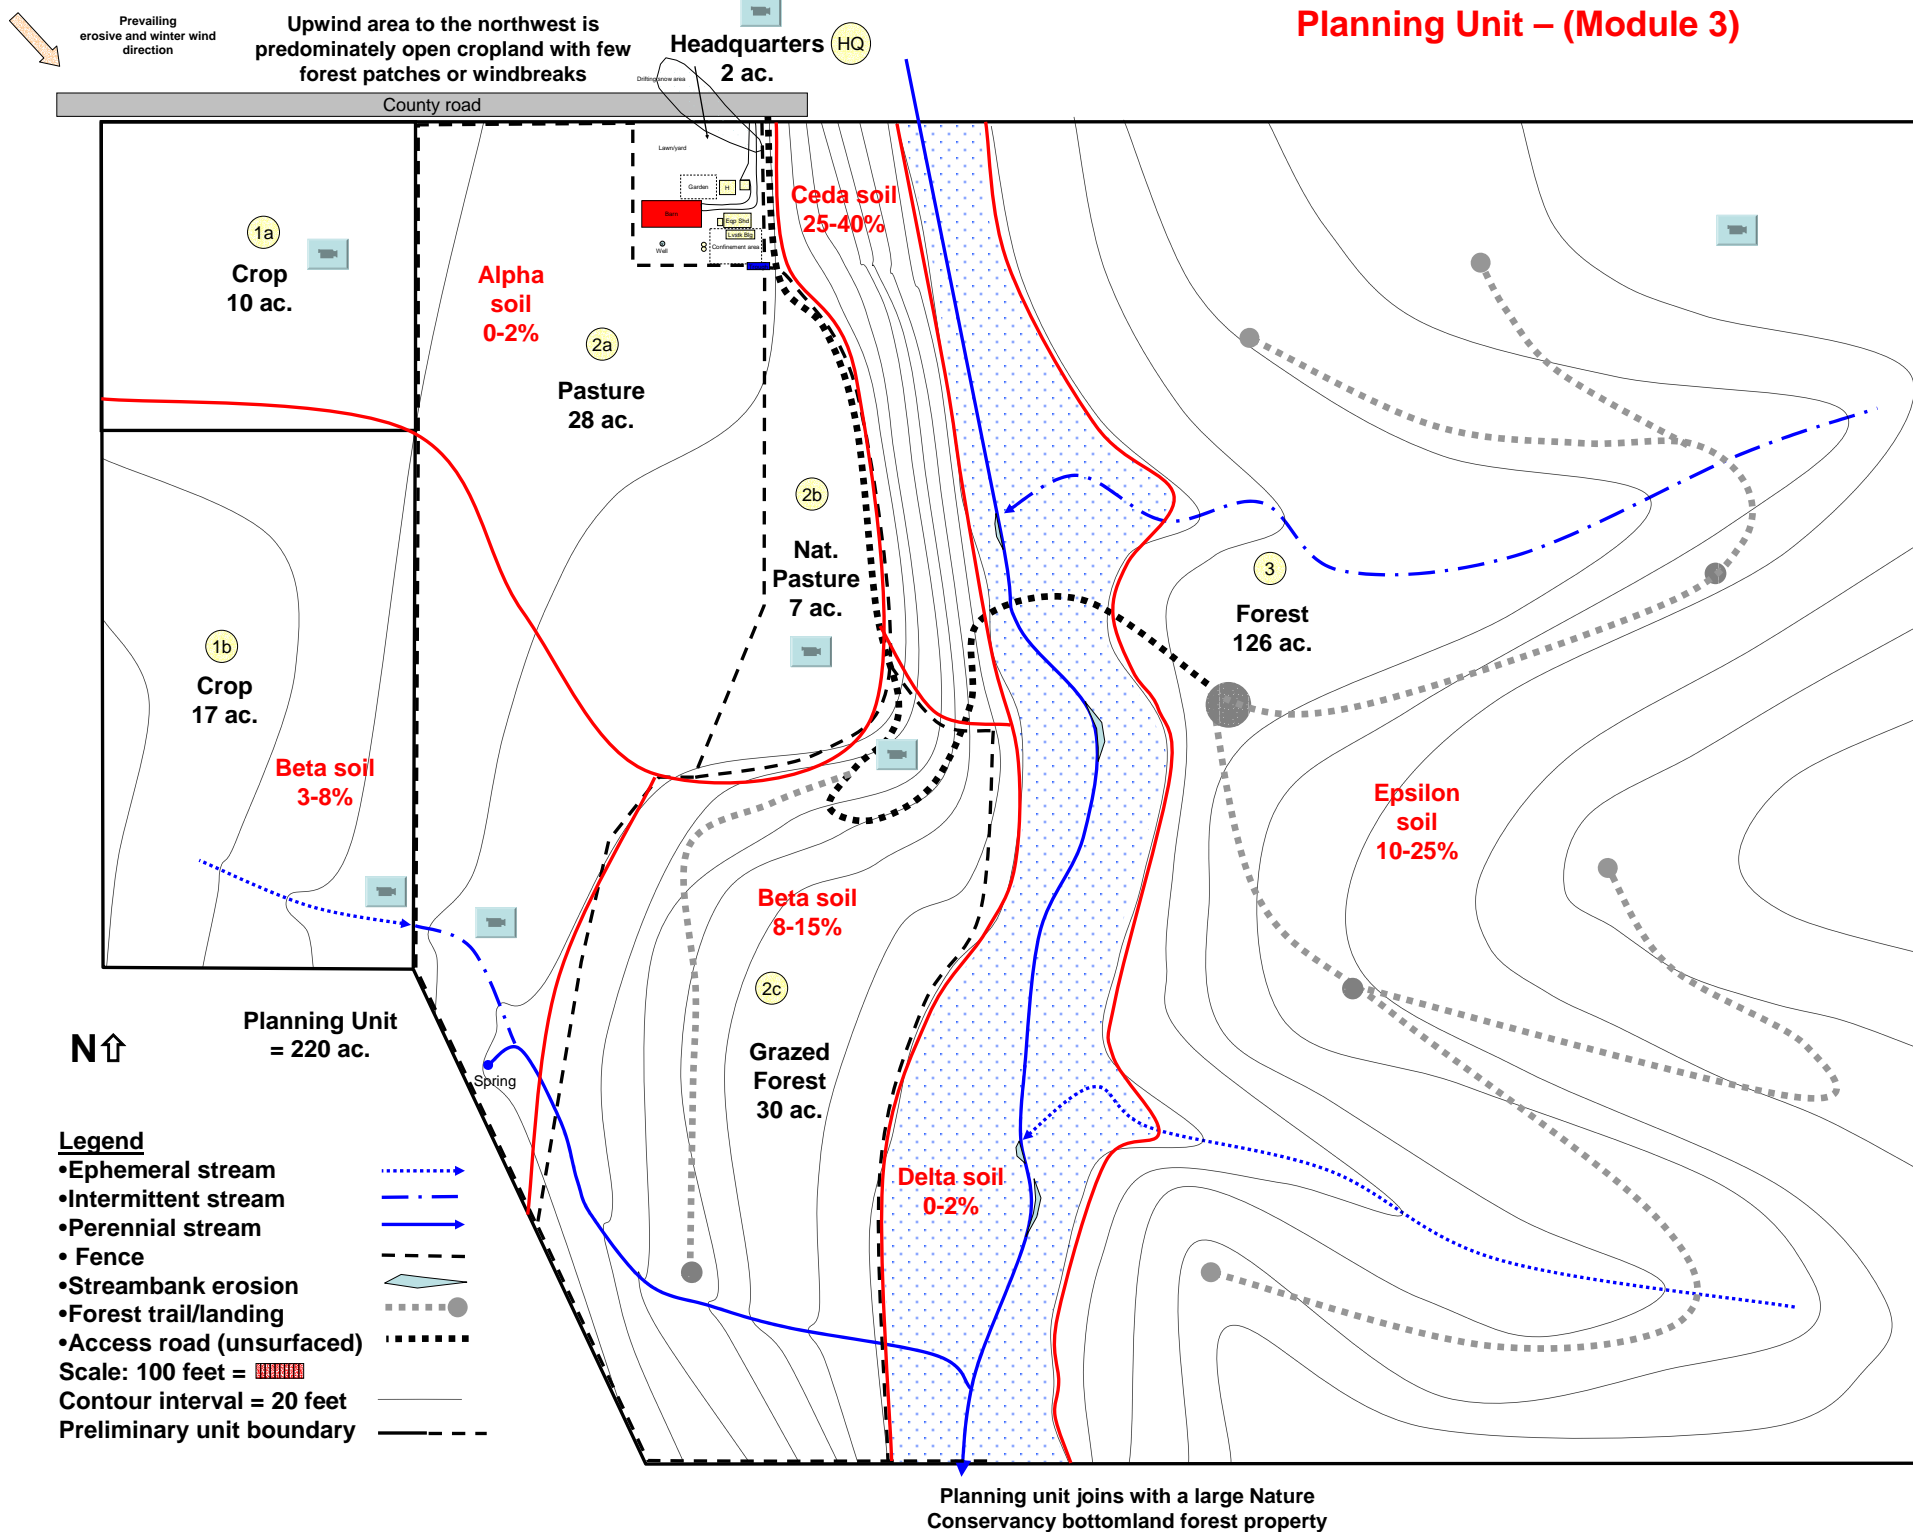 Planning Unit – (Module 3)
Prevailing
erosive and winter wind
direction
Upwind area to the northwest is
predominately open cropland with few
forest patches or windbreaks
Headquarters
2 ac.
HQ
Drifting snow area
County road
Lawn/yard
Garden
H
Barn
Eqp Shd
Lvstk Blg
Well
Confinement area
Ceda soil
25-40%
1a
Crop
10 ac.
Alpha
soil
0-2%
2a
Pasture
28 ac.
2b
Nat.
Pasture
7 ac.
3
Forest
126 ac.
1b
Crop
17 ac.
Beta soil
3-8%
Epsilon
soil
10-25%
Beta soil
8-15%
2c
Grazed
Forest
30 ac.
Delta soil
0-2%
Spring
N
Planning Unit
= 220 ac.
Legend
•Ephemeral stream
•Intermittent stream
•Perennial stream
• Fence
•Streambank erosion
•Forest trail/landing
•Access road (unsurfaced)
Scale: 100 feet =
Contour interval = 20 feet
Preliminary unit boundary
Planning unit joins with a large Nature
Conservancy bottomland forest property